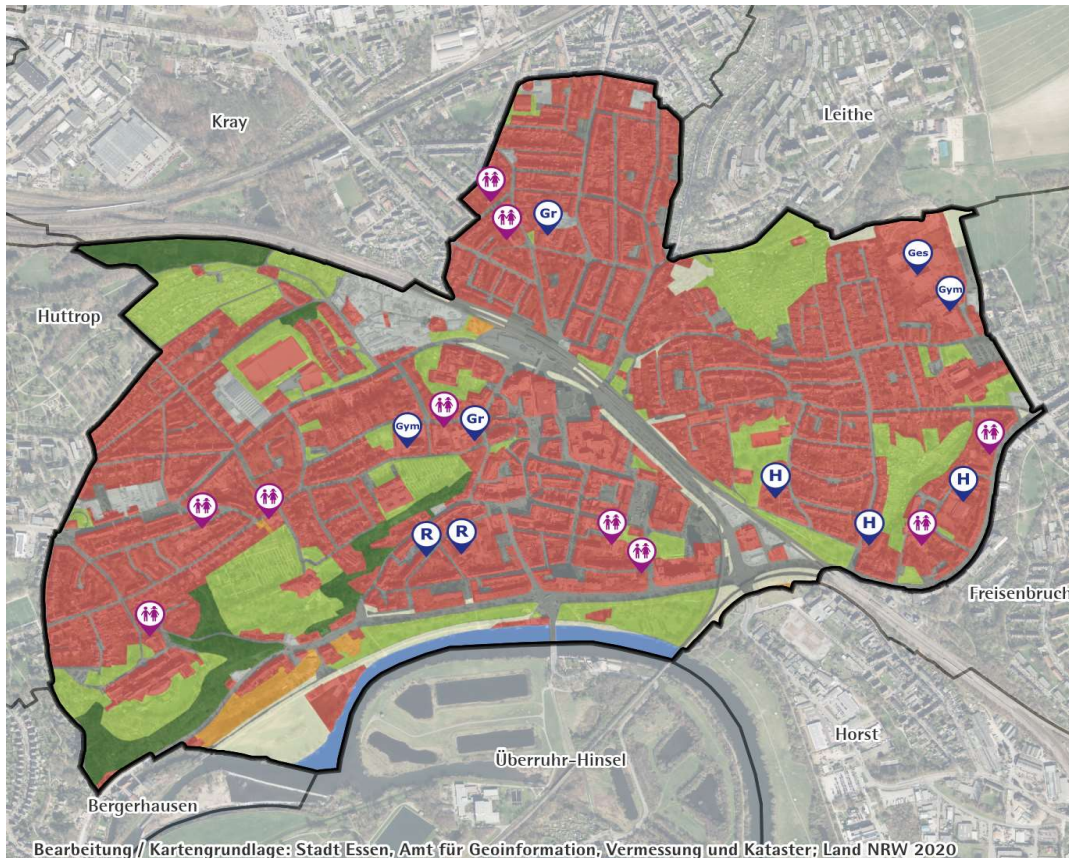 Kray
Leithe
Gr
Ges
Gym
Huttrop
Gym
Gr
H
H
R
R
H
Freisenbruch
Horst
Überruhr-Hinsel
Bergerhausen
Bearbeitung / Kartengrundlage: Stadt Essen, Amt für Geoinformation, Vermessung und Kataster; Land NRW 2020